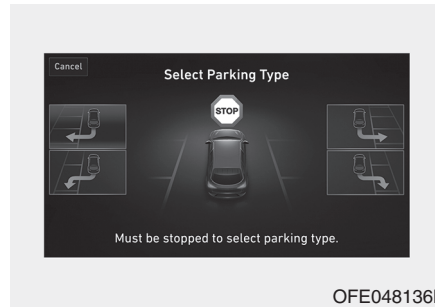 Cancel
Select Parking Type
STOP
Must be stopped to select parking type.
OFE048136